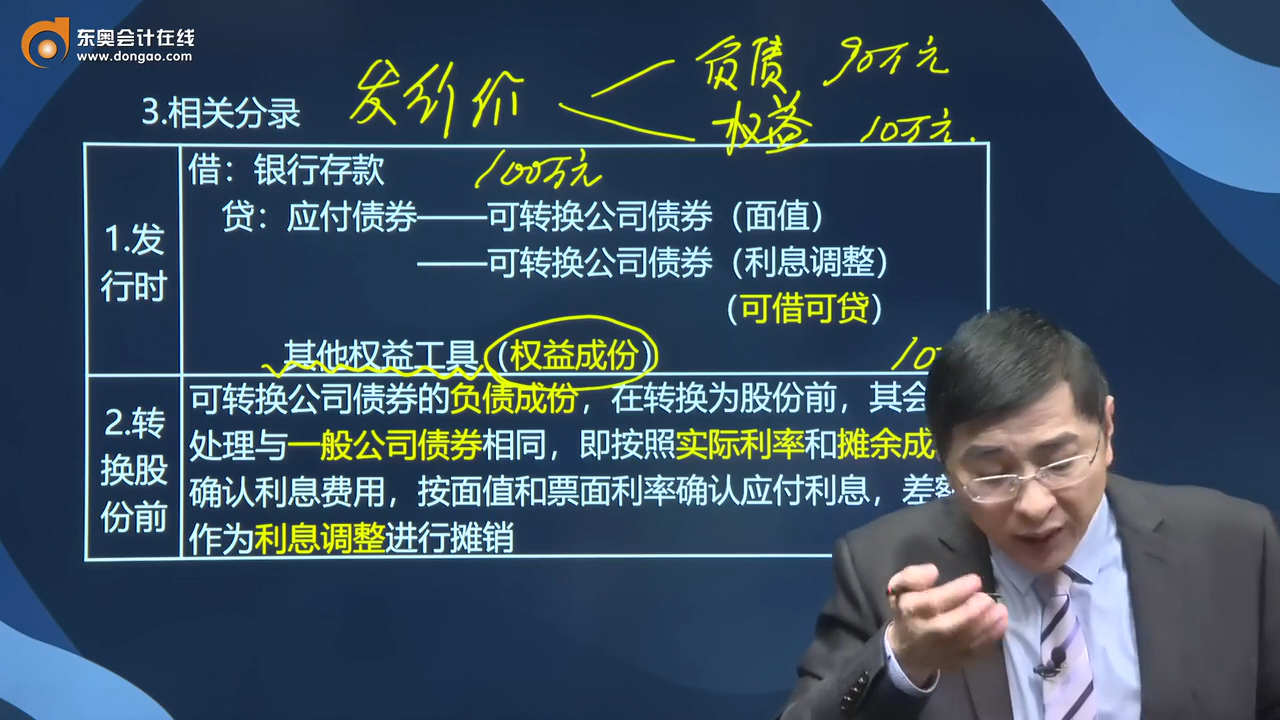 东奥会计在线
www.dongao.com
发行价
负债 90万元
权益 10万元.
3.相关分录
1.发
行时
借：银行存款 100万元
贷：应付债券——可转换公司债券（面值）
——可转换公司债券（利息调整）
（可借可贷）
其他权益工具（权益成份） 10
2.转
换股
份前
可转换公司债券的负债成份，在转换为股份前，其会
处理与一般公司债券相同，即按照实际利率和摊余成
确认利息费用，按面值和票面利率确认应付利息，差
作为利息调整进行摊销